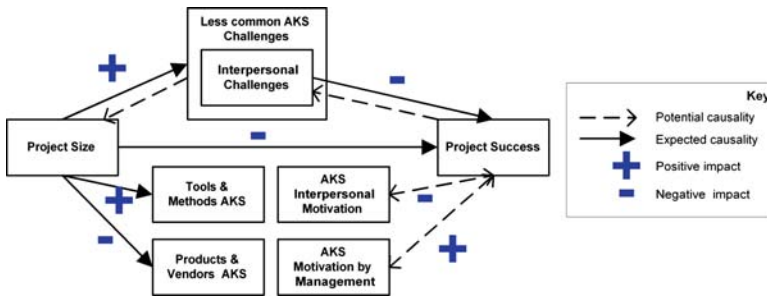 Less common AKS
Challenges
Interpersonal
Challenges
Project Size
Project Success
Tools &
Methods AKS
AKS
Interpersonal
Motivation
Products &
Vendors AKS
AKS
Motivation by
Management
Key
Potential causality
Expected causality
Positive impact
Negative impact